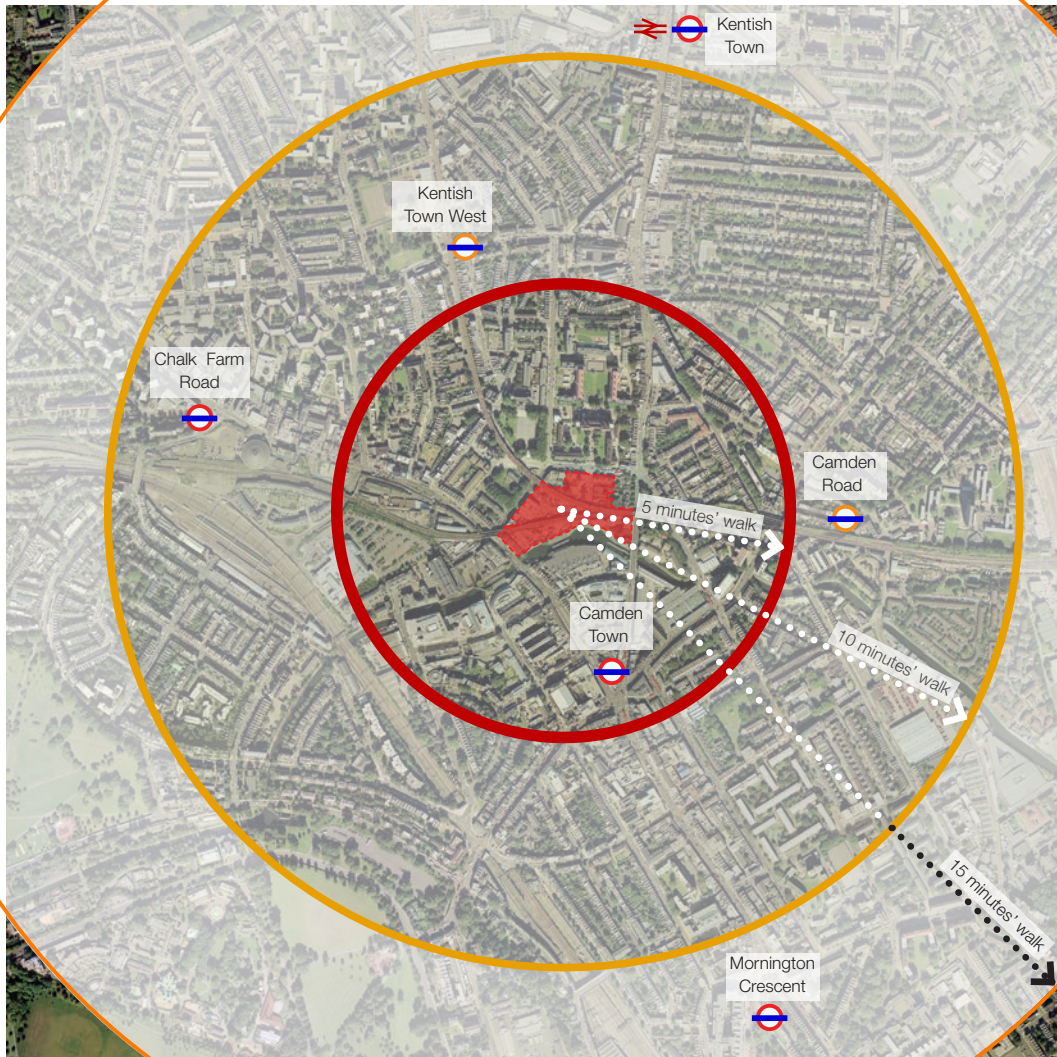 Kentish
Town
Kentish
Town West
Chalk Farm
Road
Camden
Road
5 minutes' walk
Camden
Town
10 minutes' walk
15 minutes' walk
Mornington
Crescent